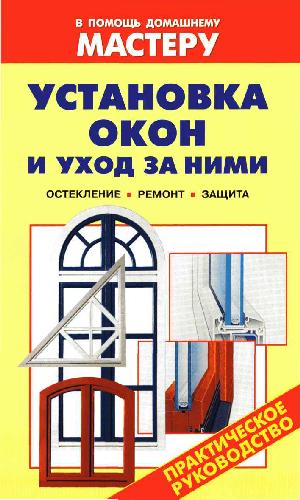 В ПОМОЩЬ ДОМАШНЕМУ
МАСТЕРУ
УСТАНОВКА
ОКОН
И УХОД ЗА НИМИ
ОСТЕКЛЕНИЕ ▪ РЕМОНТ ▪ ЗАЩИТА
ПРАКТИЧЕСКОЕ
РУКОВОДСТВО